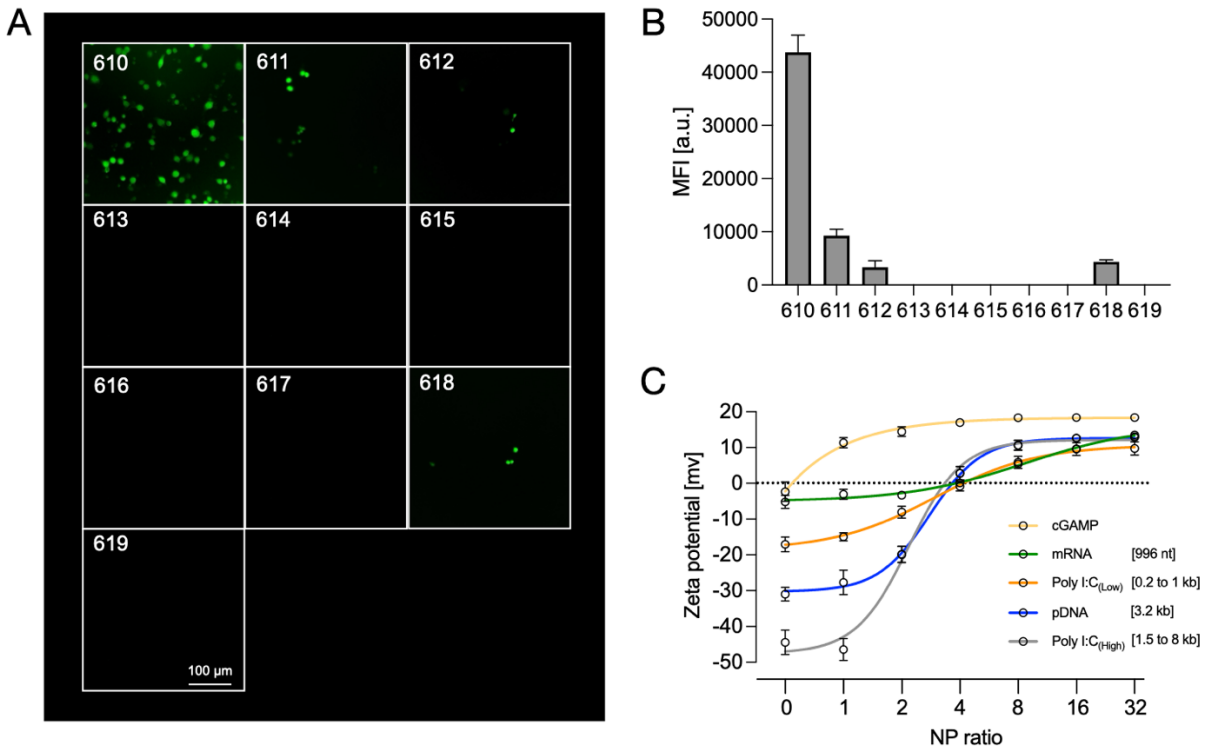 A
610
611
612
613
614
615
616
617
618
619
100 µm
B
MFI [a.u.]
50000
40000
30000
20000
10000
0
610 611 612 613 614 615 616 617 618 619
C
Zeta potential [mv]
20
10
0
-10
-20
-30
-40
-50
cGAMP
mRNA [996 nt]
Poly I:C(Low) [0.2 to 1 kb]
pDNA [3.2 kb]
Poly I:C(High) [1.5 to 8 kb]
0 1 2 4 8 16 32
NP ratio